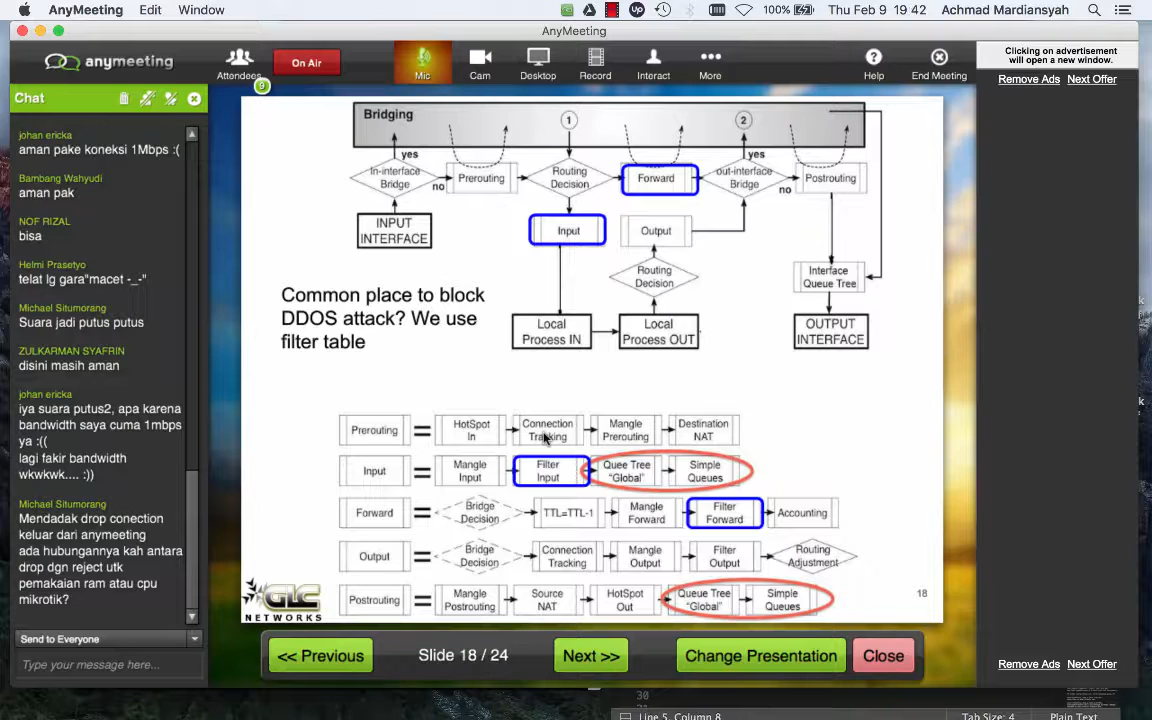 AnyMeeting Edit Window
100% Thu Feb 9 19 42 Achmad Mardiansyah
AnyMeeting
anymeeting
Attendees
9
On Air
Mic
Cam
Desktop
Record
Interact
More
Help
End Meeting
Clicking on advertisement
will open a new window.
Remove Ads Next Offer
Chat
johan ericka
aman pake koneksi 1Mbps :(
Bambang Wahyudi
aman pak
NOF RIZAL
bisa
Helmi Prasetyo
telat lg gara"macet -_-"
Michael Situmorang
Suara jadi putus putus
ZULKARMAN SYAFRIN
disini masih aman
johan ericka
iya suara putus2, apa karena
bandwidth saya cuma 1mbps
ya :((
lagi fakir bandwidth
wkwkwk.... :))
Michael Situmorang
Mendadak drop conection
keluar dari anymeeting
ada hubungannya kah antara
drop dgn reject utk
pemakaian ram atau cpu
mikrotik?
Send to Everyone
Type your message here...
Bridging
1
2
yes
yes
In-interface
Bridge
no
Prerouting
Routing
Decision
Forward
out-interface
Bridge
no
Postrouting
INPUT
INTERFACE
Input
Output
Routing
Decision
Interface
Queue Tree
Local
Process IN
Local
Process OUT
OUTPUT
INTERFACE
Common place to block
DDOS attack? We use
filter table
Prerouting = HotSpot In Connection Tracking Mangle Prerouting Destination NAT
Input = Mangle Input Filter Input Quee Tree "Global" Simple Queues
Forward = Bridge Decision TTL=TTL-1 Mangle Forward Filter Forward Accounting
Output = Bridge Decision Connection Tracking Mangle Output Filter Output Routing Adjustment
Postrouting = Mangle Postrouting Source NAT HotSpot Out Queue Tree "Global" Simple Queues
18
GLC
NETWORKS
<< Previous
Slide 18 / 24
Next >>
Change Presentation
Close
Remove Ads Next Offer
30
Line 5, Column 8
Tab Size: 4
Plain Text